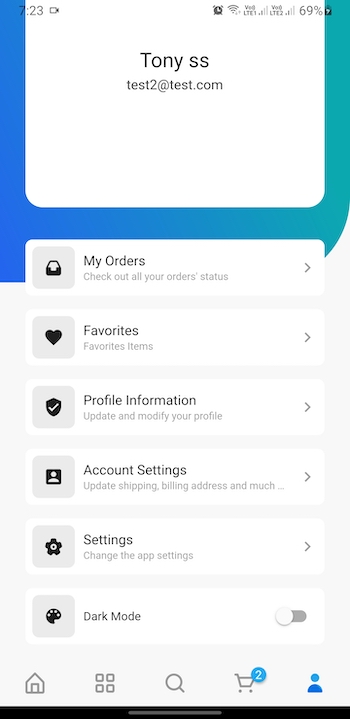 7:23
Vo)) LTE1 Vo)) LTE2 69%
Tony ss
test2@test.com
My Orders
Check out all your orders' status
Favorites
Favorites Items
Profile Information
Update and modify your profile
Account Settings
Update shipping, billing address and much ...
Settings
Change the app settings
Dark Mode
2